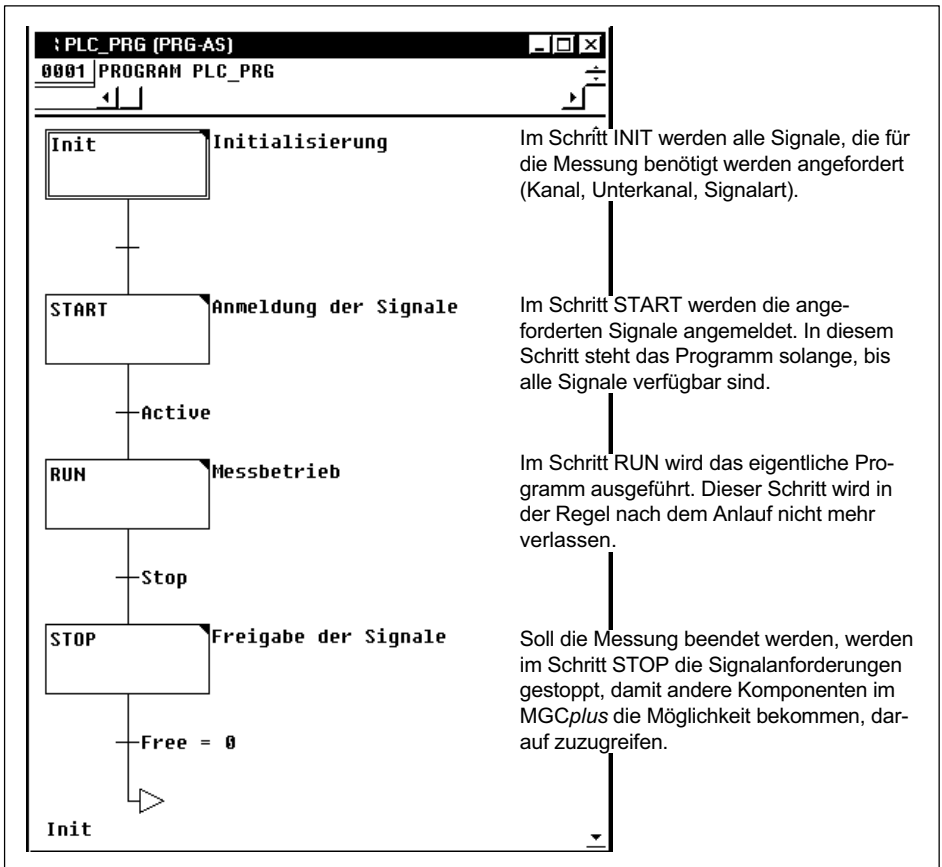 PLC_PRG (PRG-AS)
0001 PROGRAM PLC_PRG
Init
Initialisierung
Im Schritt INIT werden alle Signale, die für
die Messung benötigt werden angefordert
(Kanal, Unterkanal, Signalart).
START
Anmeldung der Signale
Im Schritt START werden die ange-
forderten Signale angemeldet. In diesem
Schritt steht das Programm solange, bis
alle Signale verfügbar sind.
Active
RUN
Messbetrieb
Im Schritt RUN wird das eigentliche Pro-
gramm ausgeführt. Dieser Schritt wird in
der Regel nach dem Anlauf nicht mehr
verlassen.
Stop
STOP
Freigabe der Signale
Soll die Messung beendet werden, werden
im Schritt STOP die Signalanforderungen
gestoppt, damit andere Komponenten im
MGCplus die Möglichkeit bekommen, dar-
auf zuzugreifen.
Free = 0
Init